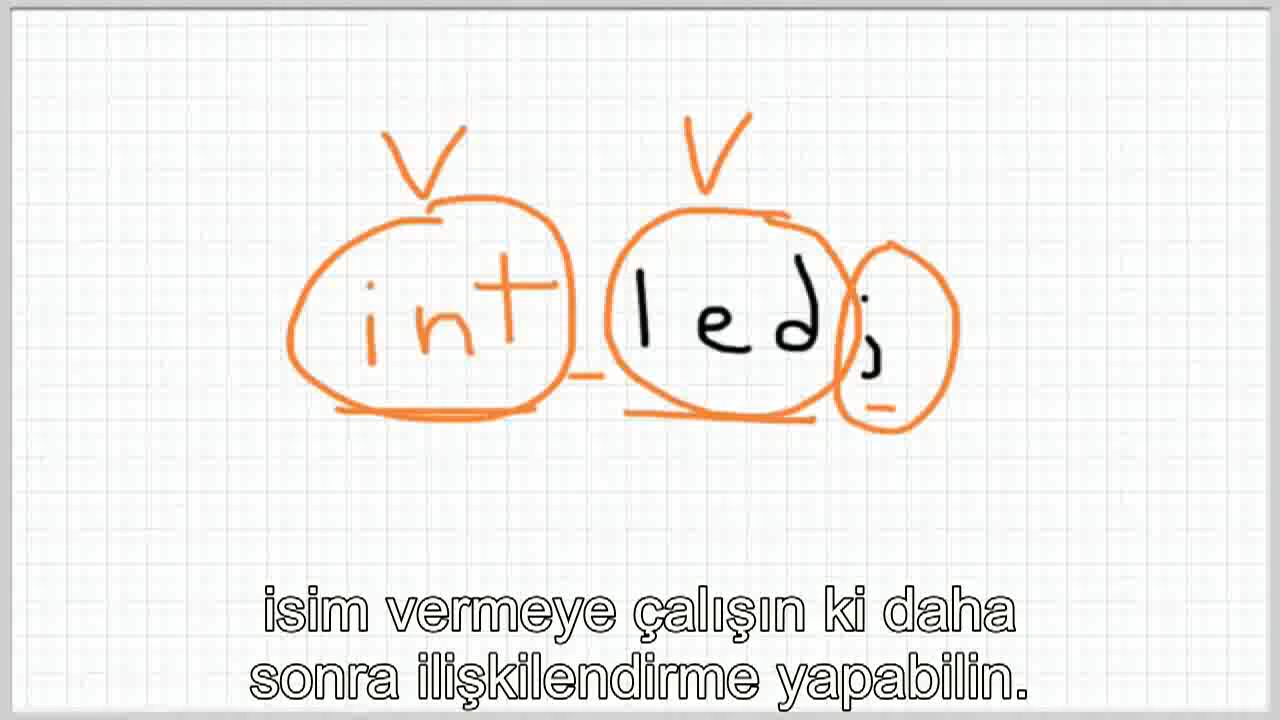 V V
int _ led;
isim vermeye çalışın ki daha
sonra ilişkilendirme yapabilin.